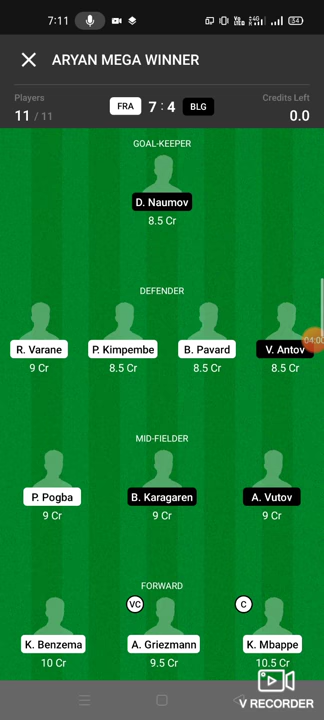 7:11
84
ARYAN MEGA WINNER
Players
Credits Left
11 / 11
FRA 7 : 4 BLG
0.0
GOAL-KEEPER
D. Naumov
8.5 Cr
DEFENDER
R. Varane P. Kimpembe B. Pavard V. Antov
9 Cr 8.5 Cr 8.5 Cr 8.5 Cr
04:00
MID-FIELDER
P. Pogba B. Karagaren A. Vutov
9 Cr 9 Cr 9 Cr
FORWARD
VC C
K. Benzema A. Griezmann K. Mbappe
10 Cr 9.5 Cr 10.5 Cr
V RECORDER